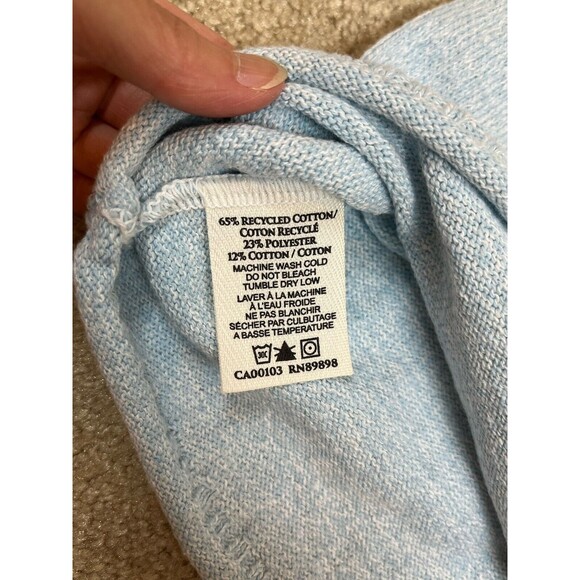 65% RECYCLED COTTON/
COTON RECYCLÉ
23% POLYESTER
12% COTTON / COTON
MACHINE WASH COLD
DO NOT BLEACH
TUMBLE DRY LOW
LAVER À LA MACHINE
À L'EAU FROIDE
NE PAS BLANCHIR
SÉCHER PAR CULBUTAGE
A BASSE TEMPÉRATURE
30C
CA00103 RN89898